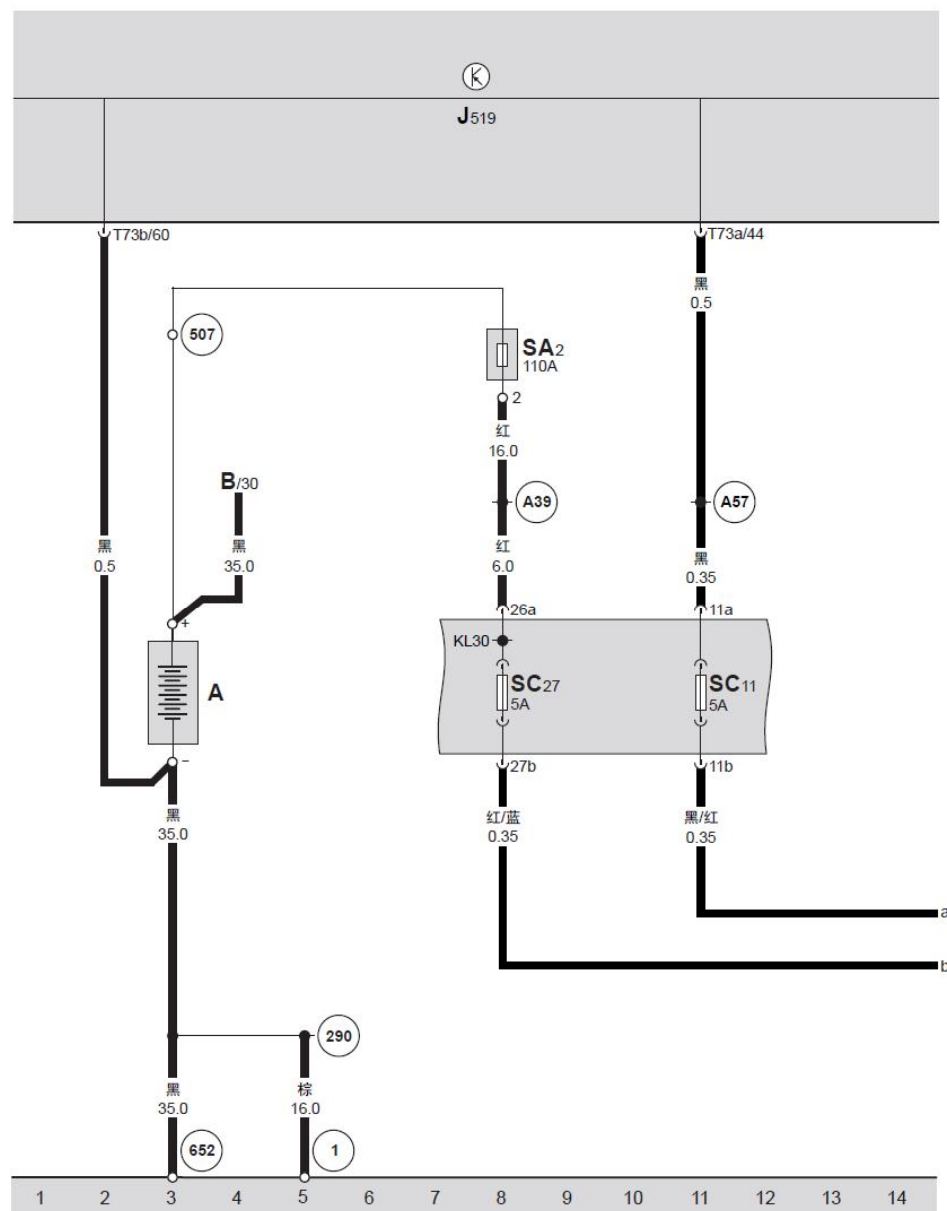 J519
T73b/60
T73a/44
黑
0.5
507
SA2
110A
2
红
16.0
B/30
A39
A57
黑
0.5
黑
35.0
红
6.0
黑
0.35
26a
11a
+
KL30
A
SC27
5A
SC11
5A
-
27b
11b
黑
35.0
红/蓝
0.35
黑/红
0.35
a
b
290
黑
35.0
棕
16.0
652
1
1 2 3 4 5 6 7 8 9 10 11 12 13 14